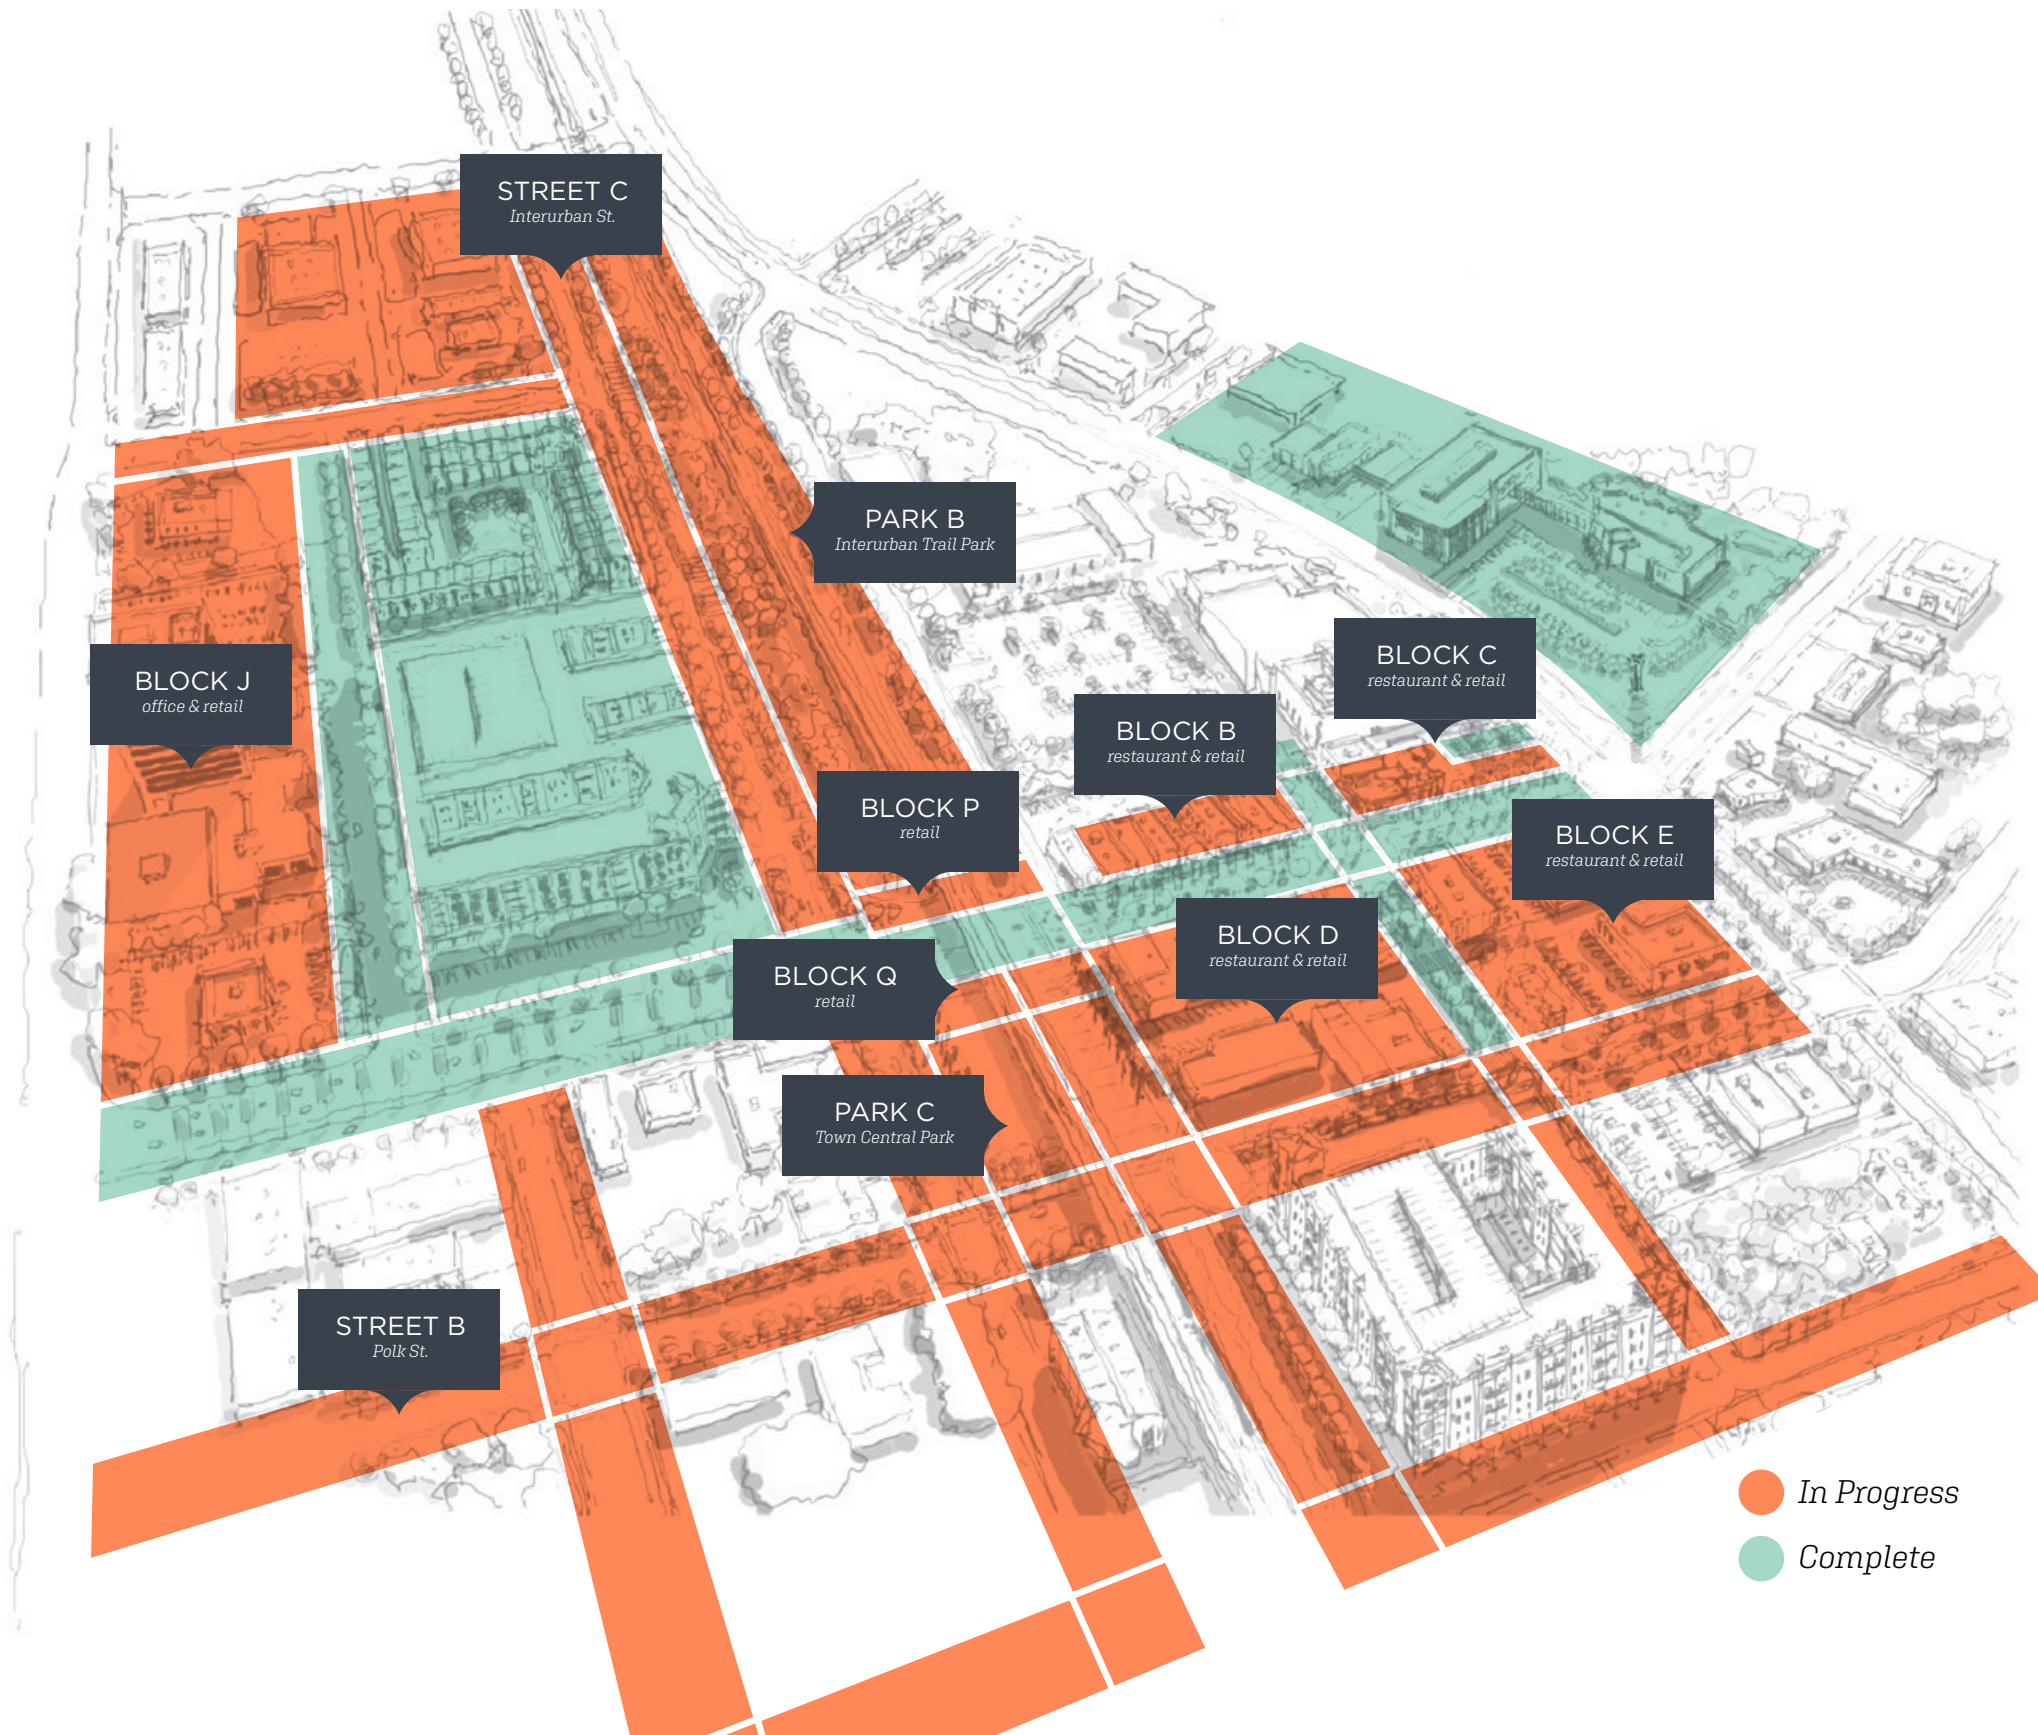 STREET C
Interurban St.
PARK B
Interurban Trail Park
BLOCK C
restaurant & retail
BLOCK J
office & retail
BLOCK B
restaurant & retail
BLOCK P
retail
BLOCK E
restaurant & retail
BLOCK D
restaurant & retail
BLOCK Q
retail
PARK C
Town Central Park
STREET B
Polk St.
In Progress
Complete